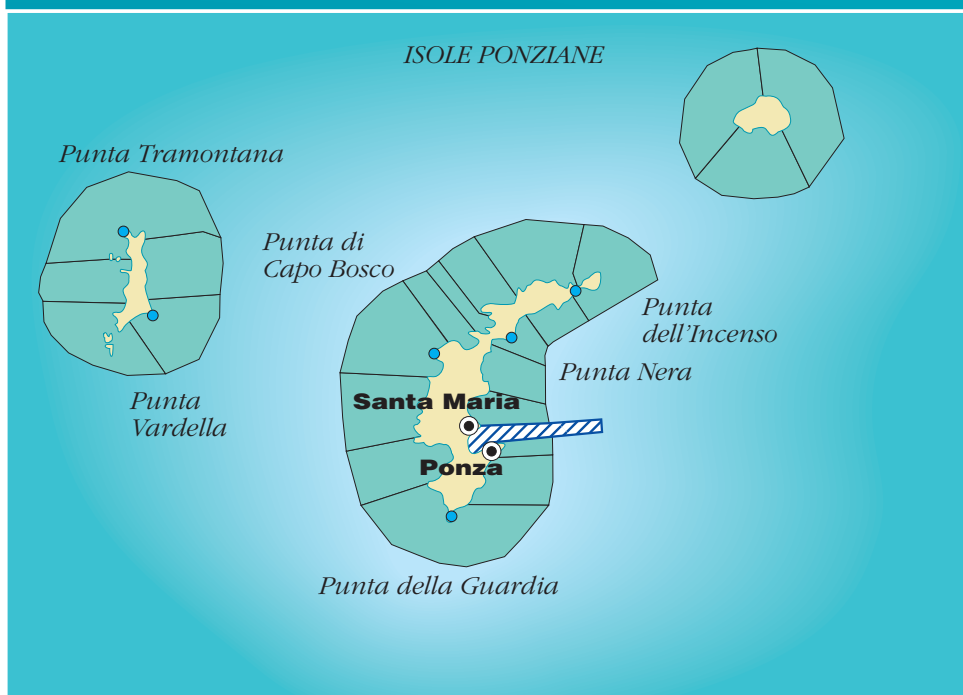 ISOLE PONZIANE
Punta Tramontana
Punta di
Capo Bosco
Punta
dell'Incenso
Punta Nera
Punta
Vardella
Santa Maria
Ponza
Punta della Guardia